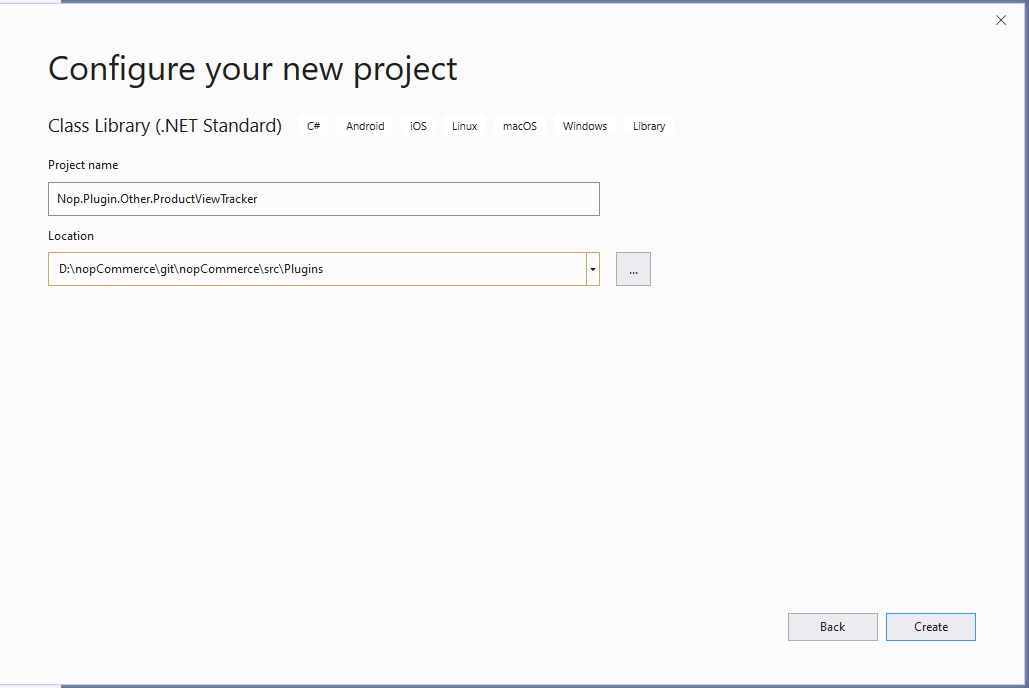 Configure your new project
Class Library (.NET Standard) C# Android iOS Linux macOS Windows Library
Project name
Nop.Plugin.Other.ProductViewTracker
Location
D:\nopCommerce\git\nopCommerce\src\Plugins
...
Back Create